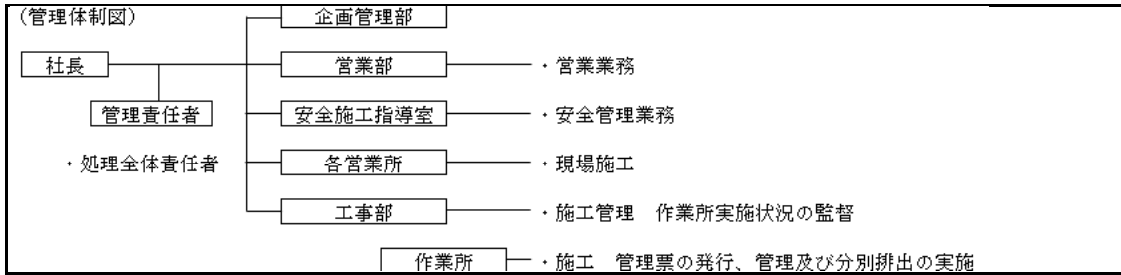 (管理体制図) 企画管理部
社長 営業部 ・営業業務
管理責任者 安全施工指導室 ・安全管理業務
・処理全体責任者 各営業所 ・現場施工
工事部 ・施工管理 作業所実施状況の監督
作業所 ・施工 管理票の発行、管理及び分別排出の実施